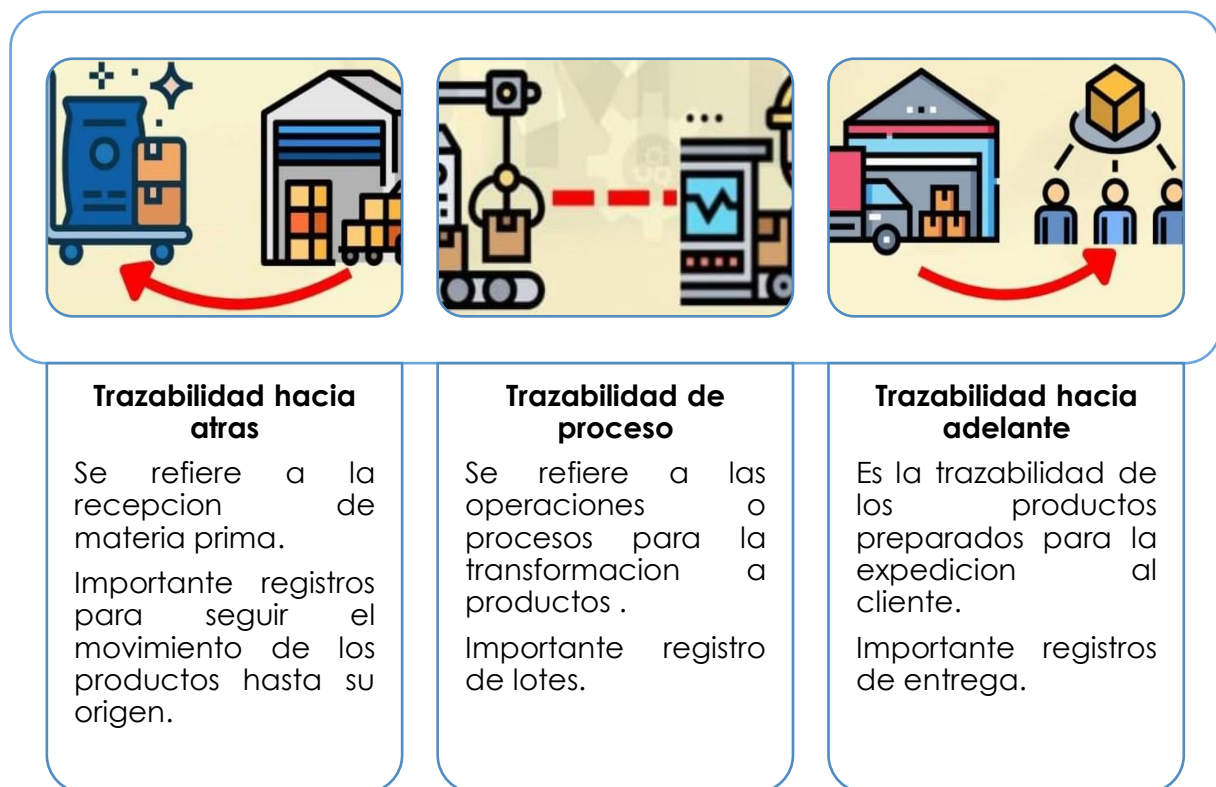 Trazabilidad hacia
atras
Se refiere a la
recepcion de
materia prima.
Importante registros
para seguir el
movimiento de los
productos hasta su
origen.
Trazabilidad de
proceso
Se refiere a las
operaciones o
procesos para la
transformacion a
productos .
Importante registro
de lotes.
Trazabilidad hacia
adelante
Es la trazabilidad de
los productos
preparados para la
expedicion al
cliente.
Importante registros
de entrega.